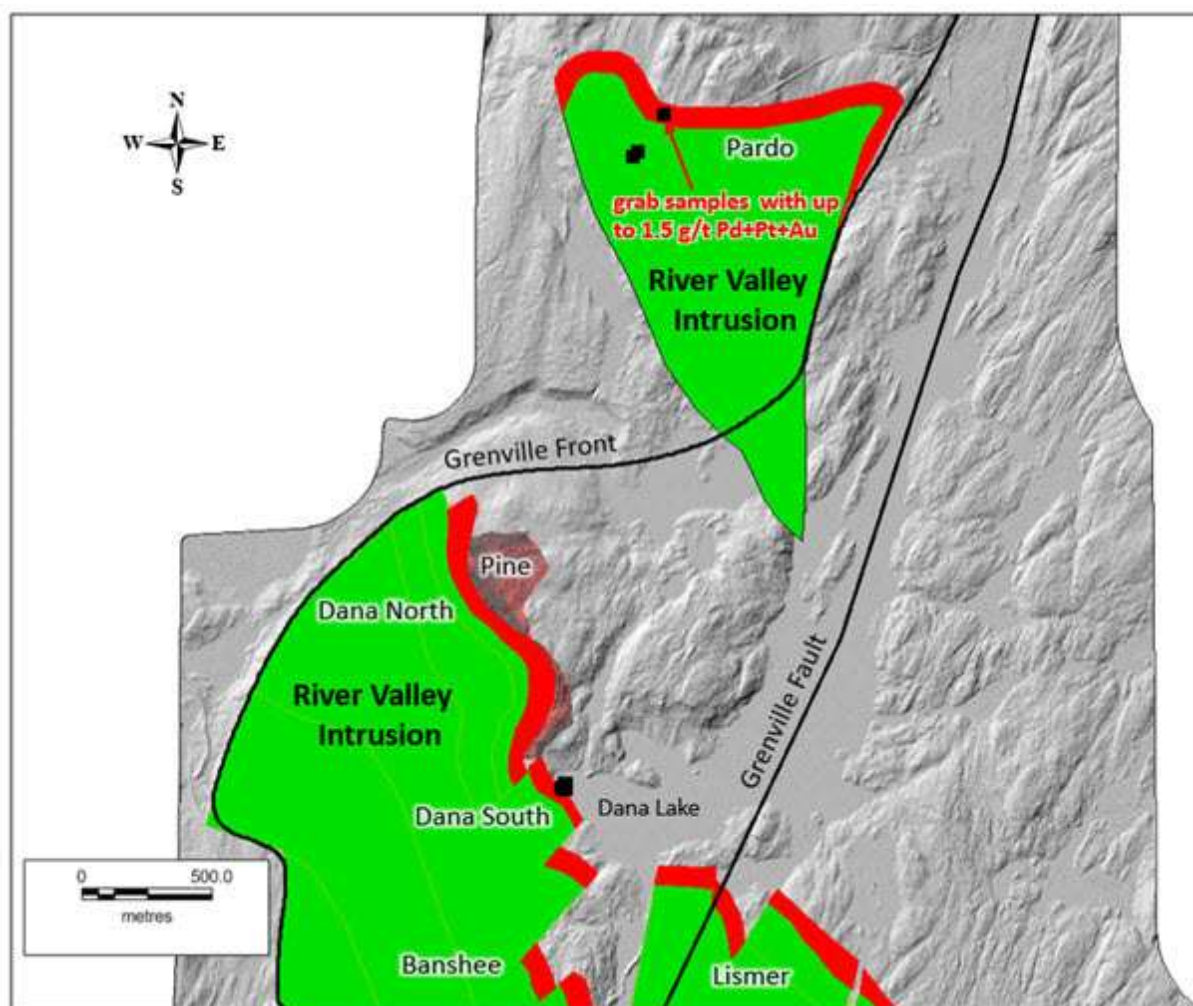 N
W E
S
Pardo
grab samples with up
to 1.5 g/t Pd+Pt+Au
River Valley
Intrusion
Grenville Front
Pine
Dana North
River Valley
Intrusion
Grenville Fault
Dana South
Dana Lake
0 500.0
metres
Banshee
Lismer